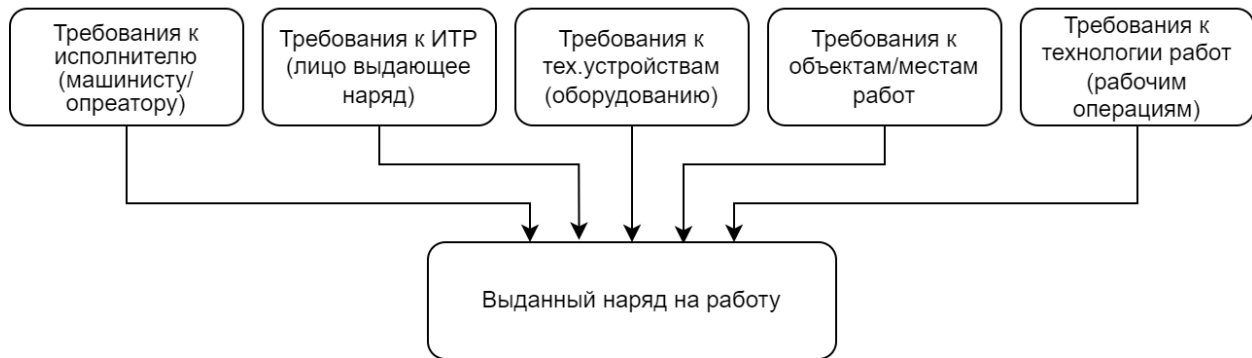 Требования к
исполнителю
(машинисту/
опреатору)
Требования к ИТР
(лицо выдающее
наряд)
Требования к
тех.устройствам
(оборудованию)
Требования к
объектам/местам
работ
Требования к
технологии работ
(рабочим
операциям)
Выданный наряд на работу